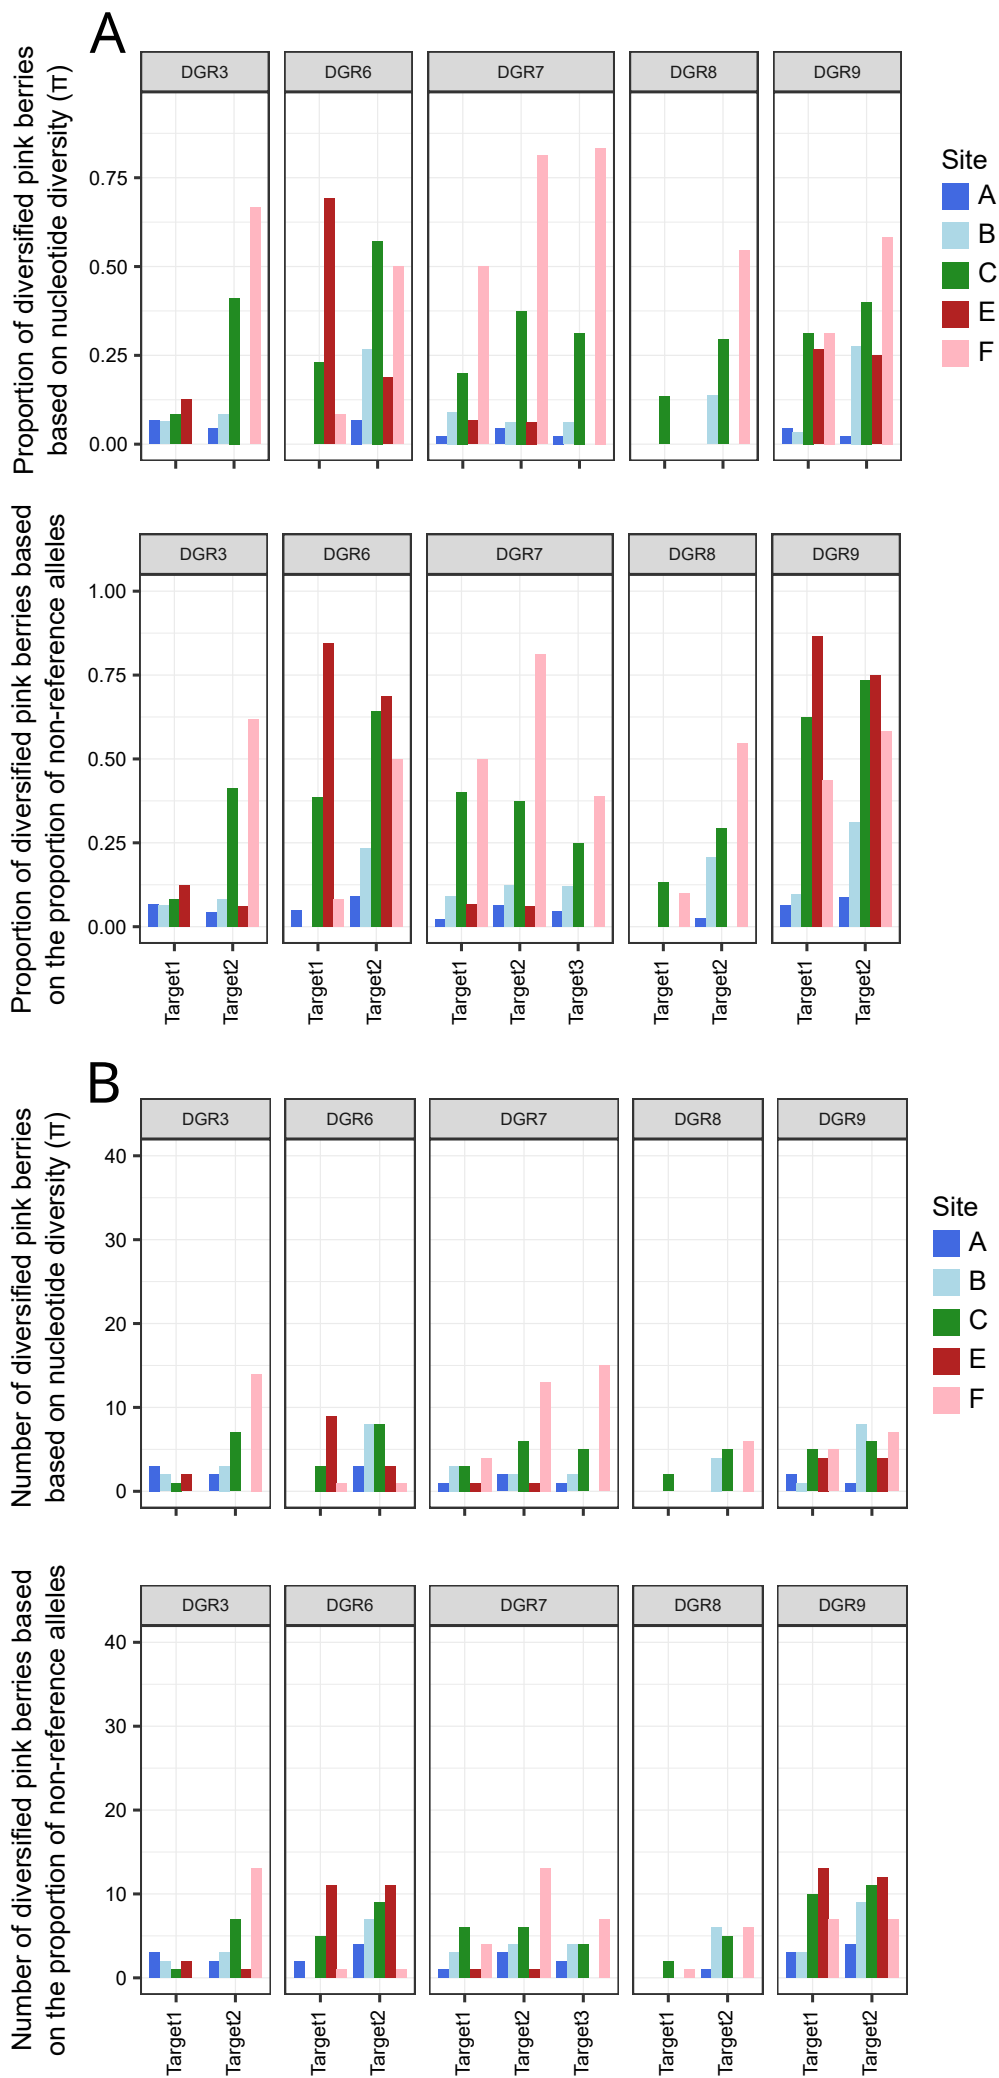 A
Proportion of diversified pink berries
based on nucleotide diversity (π)
DGR3 DGR6 DGR7 DGR8 DGR9
0.75
0.50
0.25
0.00
Site
A
B
C
E
F
Proportion of diversified pink berries based
on the proportion of non-reference alleles
DGR3 DGR6 DGR7 DGR8 DGR9
1.00
0.75
0.50
0.25
0.00
Target1 Target2 Target1 Target2 Target1 Target2 Target3 Target1 Target2 Target1 Target2
B
Number of diversified pink berries
based on nucleotide diversity (π)
DGR3 DGR6 DGR7 DGR8 DGR9
40
30
20
10
0
Site
A
B
C
E
F
Number of diversified pink berries based
on the proportion of non-reference alleles
DGR3 DGR6 DGR7 DGR8 DGR9
40
30
20
10
0
Target1 Target2 Target1 Target2 Target1 Target2 Target3 Target1 Target2 Target1 Target2